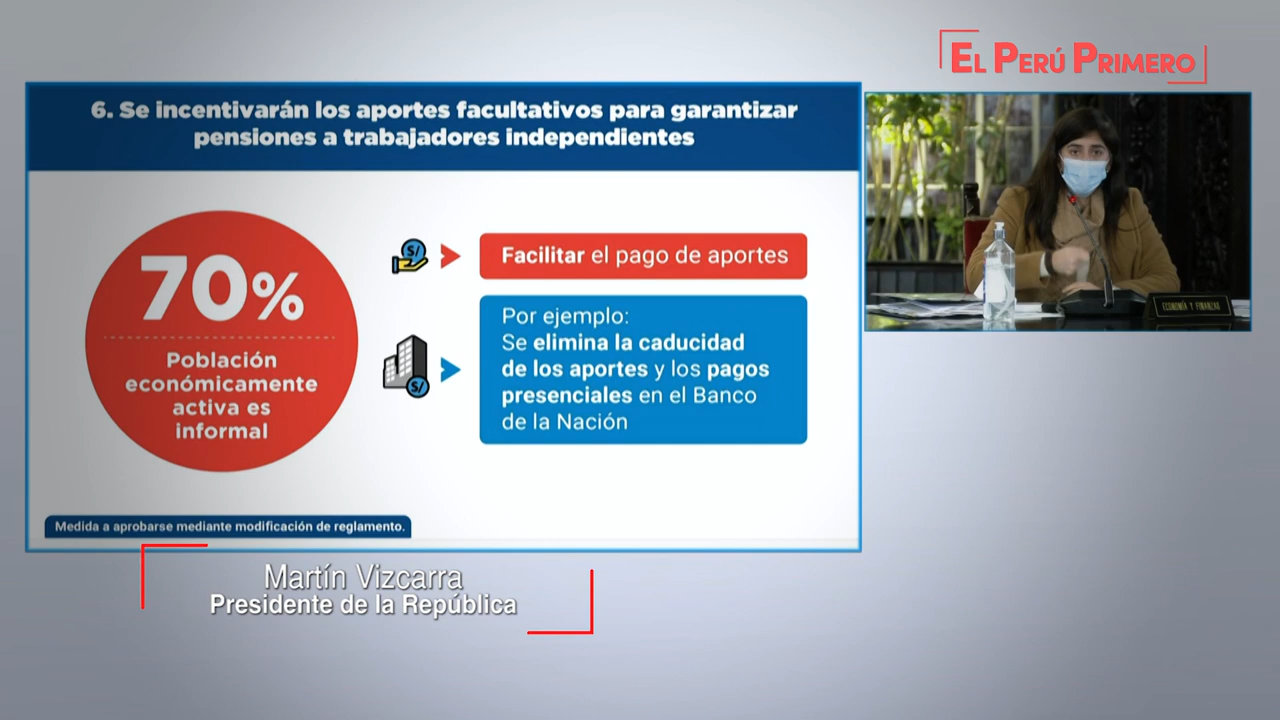 EL PERÚ PRIMERO
6. Se incentivarán los aportes facultativos para garantizar
pensiones a trabajadores independientes
70%
Población
económicamente
activa es
informal
S/
Facilitar el pago de aportes
S/
Por ejemplo:
Se elimina la caducidad
de los aportes y los pagos
presenciales en el Banco
de la Nación
Medida a aprobarse mediante modificación de reglamento.
ECONOMÍA Y FINANZAS
Martín Vizcarra
Presidente de la República